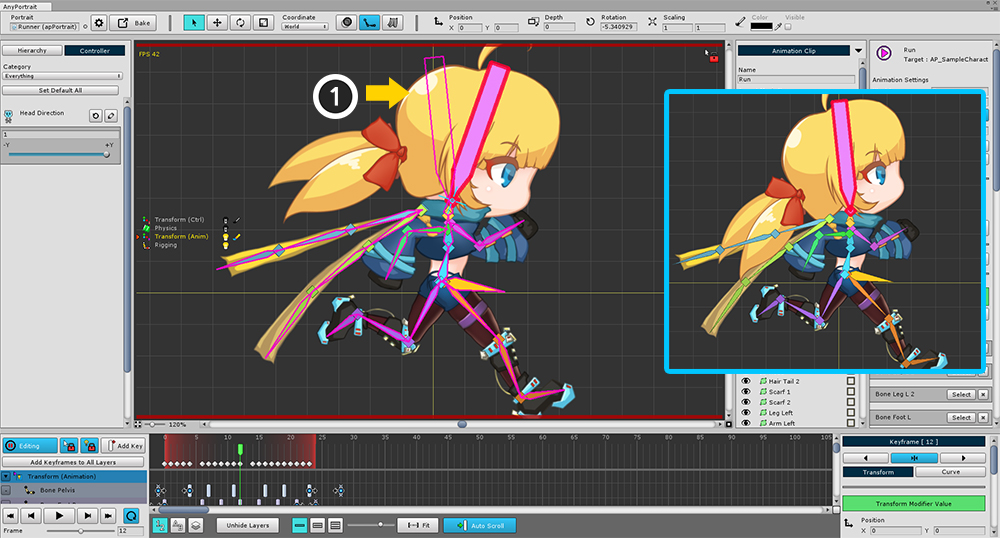 AnyPortrait
Portrait
Runner (apPortrait)
Bake
Coordinate
World
Position
X 0 Y 0
Depth
0
Rotation
-5.340929
Scaling
1 1
Color
Visible
Hierarchy
Controller
Category
Everything
Set Default All
Head Direction
1
-Y +Y
FPS 42
1
Transform (Ctrl)
Physics
Transform (Anim)
Rigging
120%
Animation Clip
Name
Run
Hair Tail 2
Scarf 1
Scarf 2
Leg Left
Arm Left
Run
Target : AP_SampleCharact
Animation Settings
Bone Leg L 2
Select
Bone Foot L
Select
Editing
Add Key
Add Keyframes to All Layers
Transform (Animation)
Bone Pelvis
Frame
12
0 5 10 15 20 25 30 35 40 45 50 55 60 65 70 75 80 85 90 95 100 105
Unhide Layers
Fit
Auto Scroll
Keyframe [ 12 ]
Transform
Curve
Transform Modifier Value
Position
X 0 Y 0